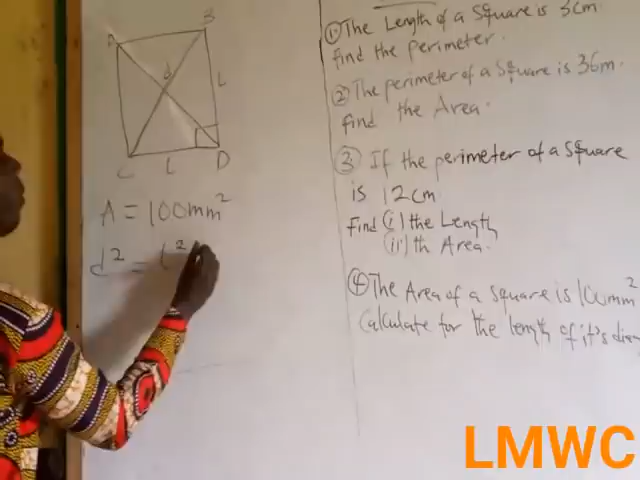 A
B
d
L
C
L
D
A = 100mm²
d² = l²
① The Length of a Square is 3cm.
find the perimeter.
② The perimeter of a Square is 36m.
find the Area.
③ If the perimeter of a Square
is 12cm
Find (i) the Length
(ii) th Area.
④ The Area of a square is 100mm²
Calculate for the length of it's
LMWC